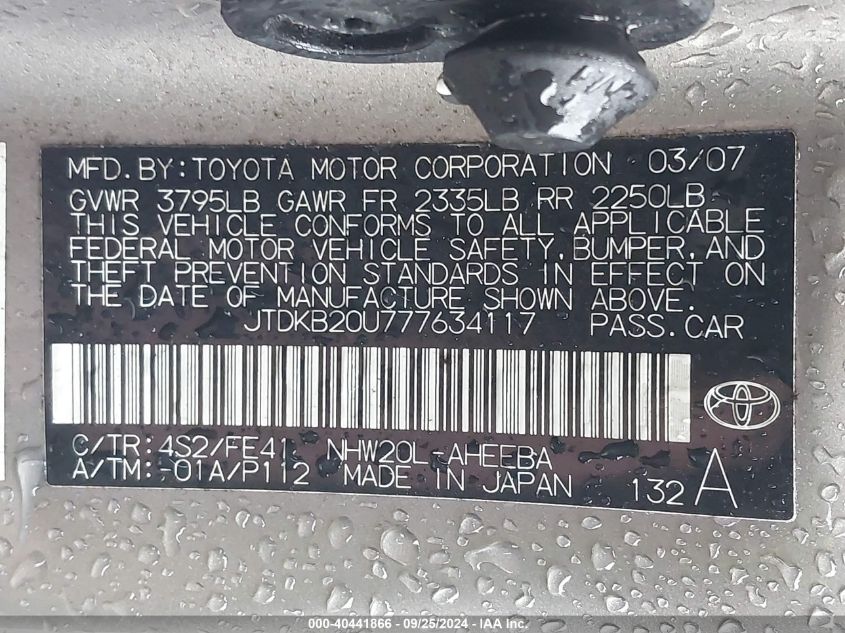 MFD.BY:TOYOTA MOTOR CORPORATION 03/07
GVWR 3795LB GAWR FR 2335LB RR 2250LB
THIS VEHICLE CONFORMS TO ALL APPLICABLE
FEDERAL MOTOR VEHICLE SAFETY,BUMPER,AND
THEFT PREVENTION STANDARDS IN EFFECT ON
THE DATE OF MANUFACTURE SHOWN ABOVE.
JTDKB20U777634117 PASS.CAR
C/TR:4S2/FE41 NHW20L-AHEEBA
A/TM:-01A/P112 MADE IN JAPAN 132 A
000-40441866 - 09/25/2024 - IAA Inc.